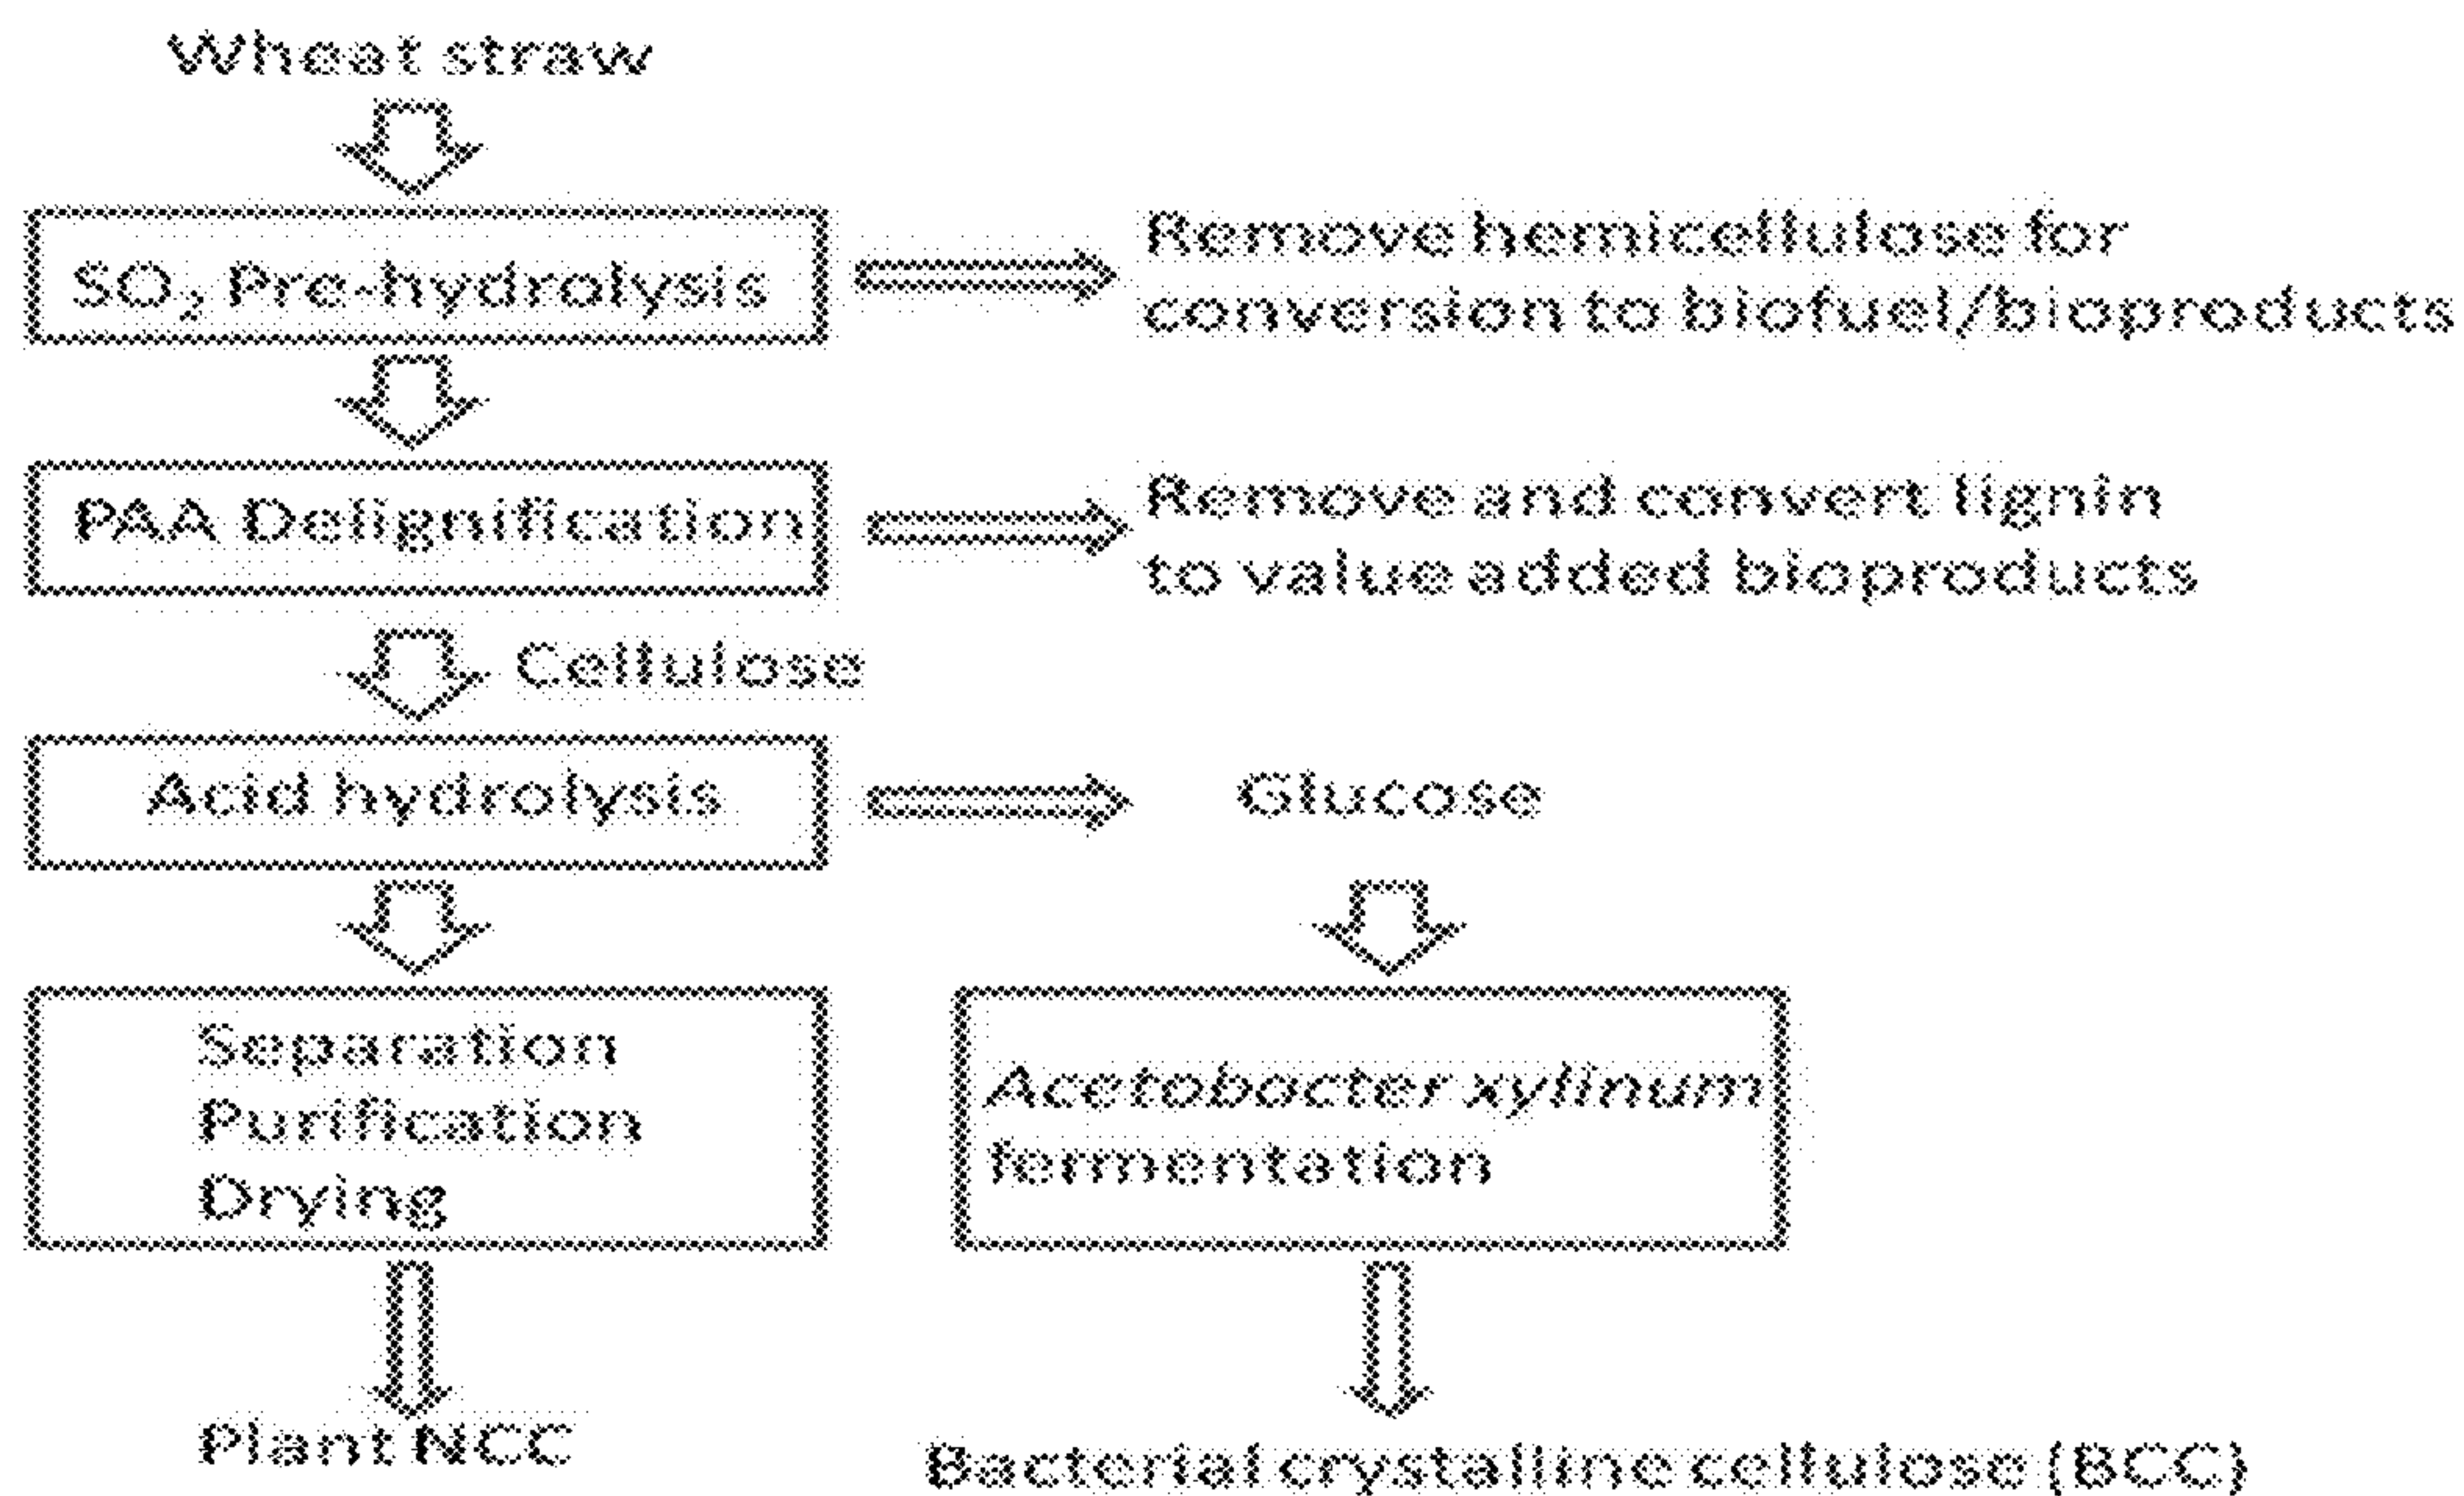 Wheat straw
SO₂ Pre-hydrolysis
Remove hemicellulose for
conversion to biofuel/bioproducts
PAA Delignification
Remove and convert lignin
to value added bioproducts
Cellulose
Acid hydrolysis
Glucose
Separation
Purification
Drying
Acetobacter xylinum
fermentation
Plant NCC
Bacterial crystalline cellulose (BCC)